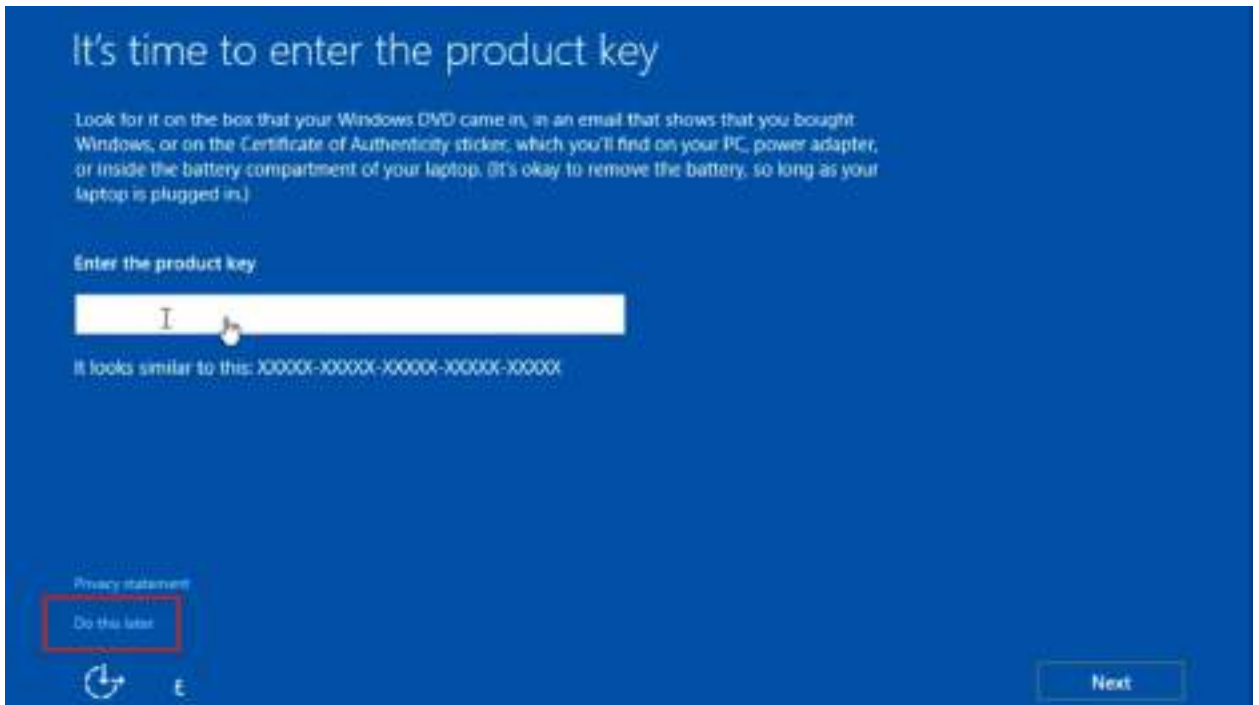 It's time to enter the product key
Look for it on the box that your Windows DVD came in, in an email that shows that you bought
Windows, or on the Certificate of Authenticity sticker, which you'll find on your PC, power adapter,
or inside the battery compartment of your laptop. (It's okay to remove the battery, so long as your
laptop is plugged in.)
Enter the product key
It looks similar to this: XXXXX-XXXXX-XXXXX-XXXXX-XXXXX
Privacy statement
Do this later
Next